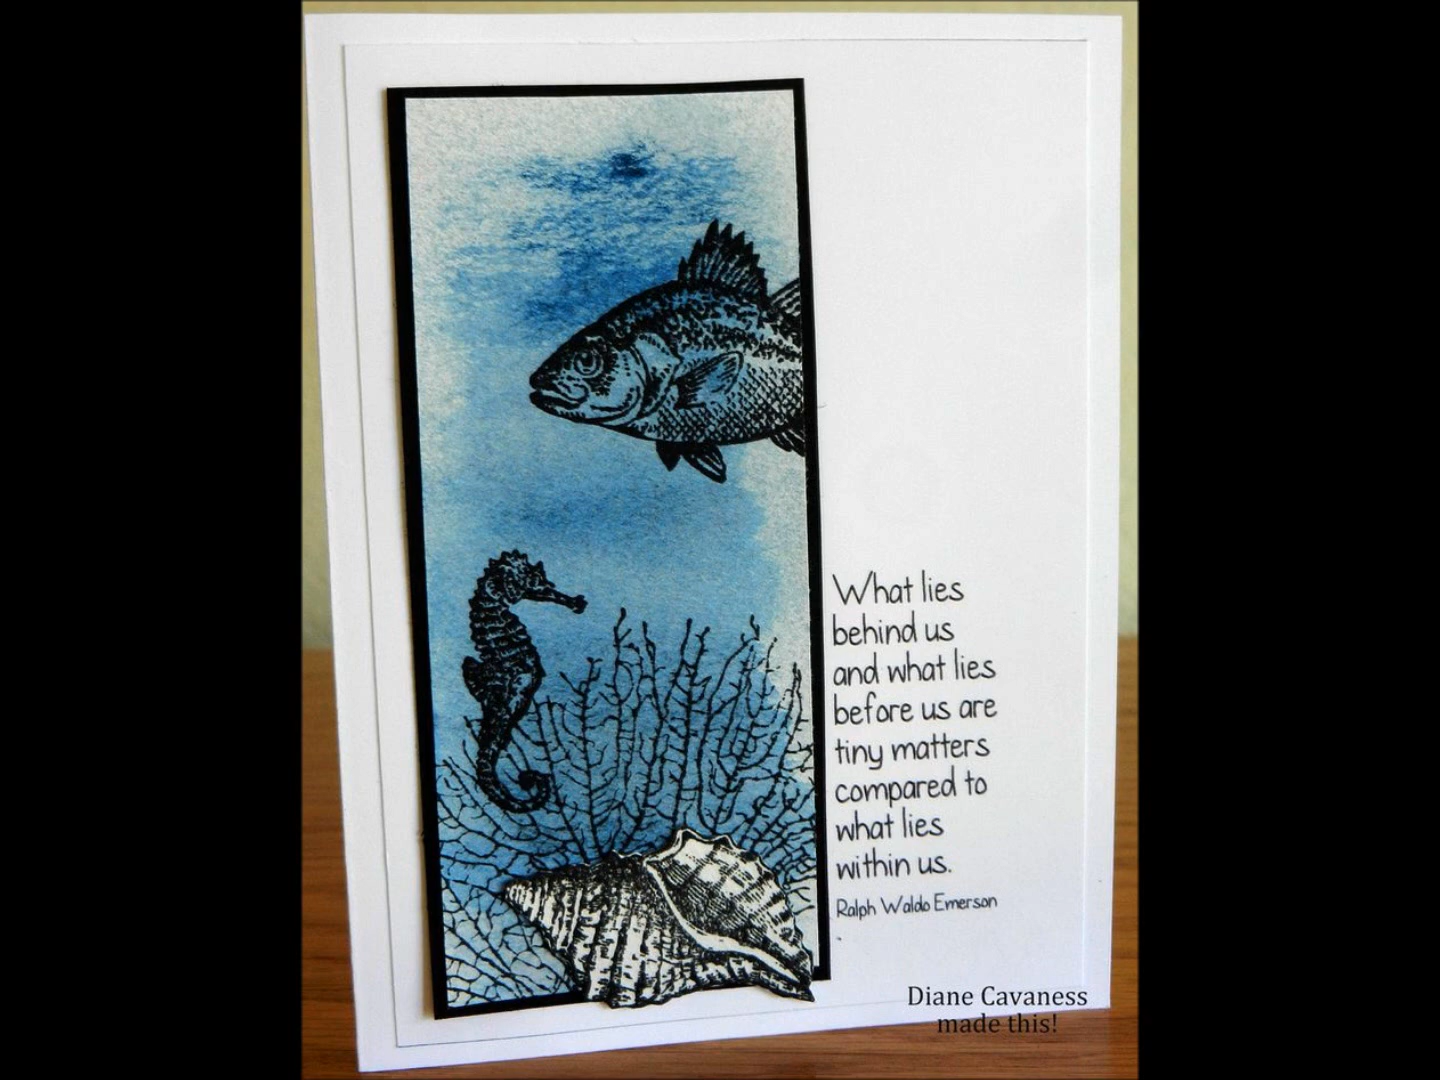 What lies
behind us
and what lies
before us are
tiny matters
compared to
what lies
within us.
Ralph Waldo Emerson
Diane Cavaness
made this!